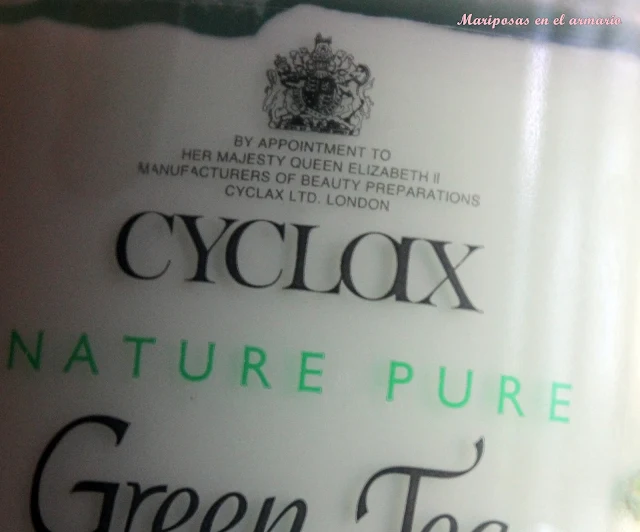 Mariposas en el armario
BY APPOINTMENT TO
HER MAJESTY QUEEN ELIZABETH II
MANUFACTURERS OF BEAUTY PREPARATIONS
CYCLAX LTD. LONDON
CYCLAX
NATURE PURE
Green Tea